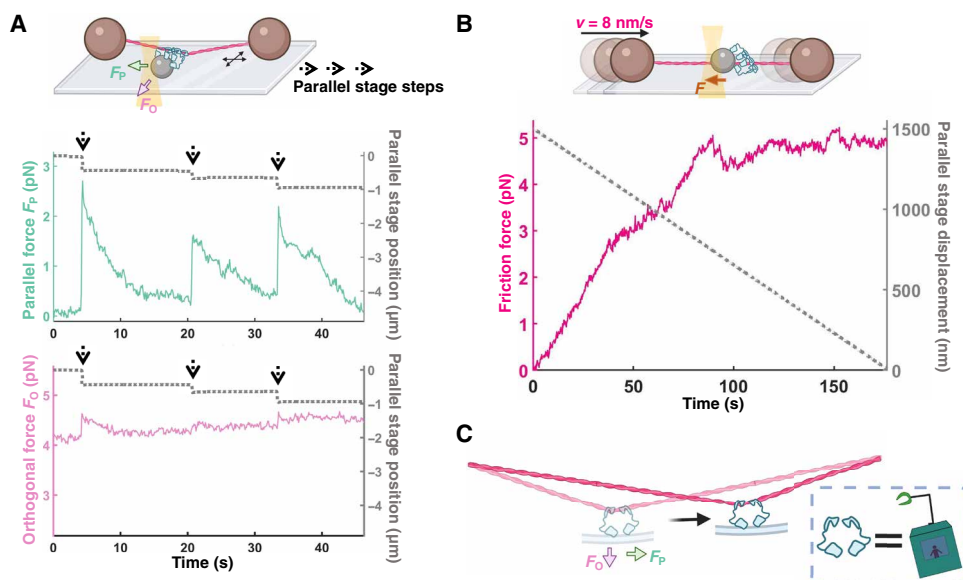 A
F_P
F_O
Parallel stage steps
Parallel force F_P (pN)
3
2
1
0
0
10
20
30
40
0
−1
−2
−3
−4
Parallel stage position (μm)
Orthogonal force F_O (pN)
5
4
3
0
10
20
30
40
Time (s)
0
−1
−2
−3
−4
Parallel stage position (μm)
B
v = 8 nm/s
F
Friction force (pN)
5
4
3
2
1
0
0
50
100
150
Time (s)
1500
1000
500
0
Parallel stage displacement
(nm)
C
F_O
F_P
=